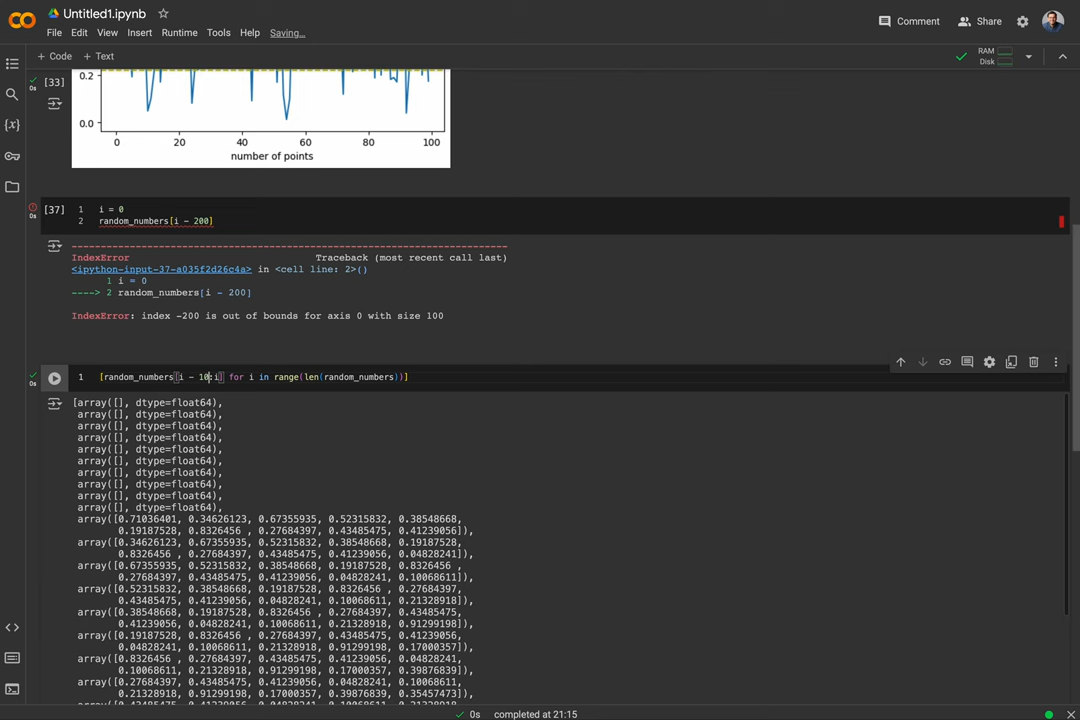 Untitled1.ipynb
Comment
Share
File Edit View Insert Runtime Tools Help Saving...
+ Code + Text
RAM
Disk
[33]
0s
0.2
0.0
0 20 40 60 80 100
number of points
[37]
0s
1 i = 0
2 random_numbers[i - 200]
---------------------------------------------------------------------------
IndexError Traceback (most recent call last)
<ipython-input-37-a035f2d26c4a> in <cell line: 2>()
1 i = 0
----> 2 random_numbers[i - 200]
IndexError: index -200 is out of bounds for axis 0 with size 100
0s
1 [random_numbers[i - 10:i] for i in range(len(random_numbers))]
[array([], dtype=float64),
array([], dtype=float64),
array([], dtype=float64),
array([], dtype=float64),
array([], dtype=float64),
array([], dtype=float64),
array([], dtype=float64),
array([], dtype=float64),
array([], dtype=float64),
array([], dtype=float64),
array([0.71036401, 0.34626123, 0.67355935, 0.52315832, 0.38548668,
0.19187528, 0.8326456 , 0.27684397, 0.43485475, 0.41239056]),
array([0.34626123, 0.67355935, 0.52315832, 0.38548668, 0.19187528,
0.8326456 , 0.27684397, 0.43485475, 0.41239056, 0.04828241]),
array([0.67355935, 0.52315832, 0.38548668, 0.19187528, 0.8326456 ,
0.27684397, 0.43485475, 0.41239056, 0.04828241, 0.10068611]),
array([0.52315832, 0.38548668, 0.19187528, 0.8326456 , 0.27684397,
0.43485475, 0.41239056, 0.04828241, 0.10068611, 0.21328918]),
array([0.38548668, 0.19187528, 0.8326456 , 0.27684397, 0.43485475,
0.41239056, 0.04828241, 0.10068611, 0.21328918, 0.91299198]),
array([0.19187528, 0.8326456 , 0.27684397, 0.43485475, 0.41239056,
0.04828241, 0.10068611, 0.21328918, 0.91299198, 0.17000357]),
array([0.8326456 , 0.27684397, 0.43485475, 0.41239056, 0.04828241,
0.10068611, 0.21328918, 0.91299198, 0.17000357, 0.39876839]),
array([0.27684397, 0.43485475, 0.41239056, 0.04828241, 0.10068611,
0.21328918, 0.91299198, 0.17000357, 0.39876839, 0.35457473]),
0s completed at 21:15